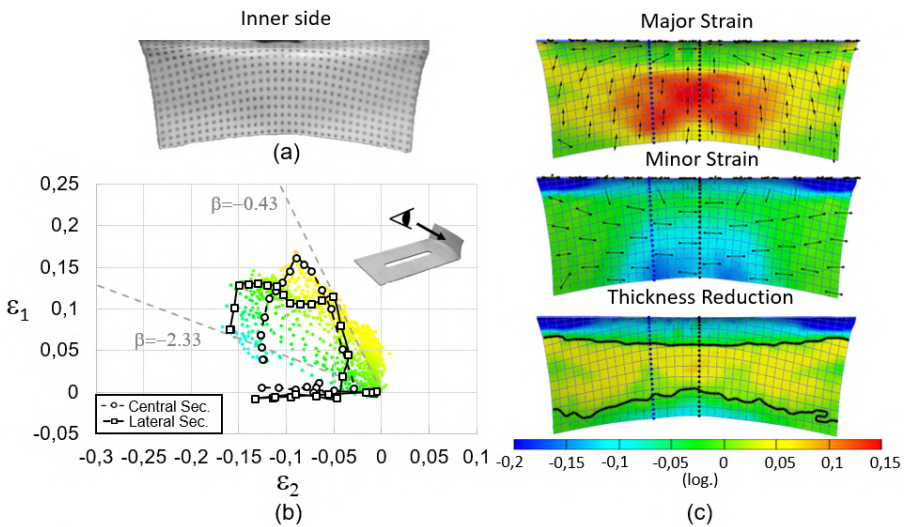 Inner side
(a)
0,25
0,2
0,15
0,1
0,05
0
-0,05
ε1
β=−0.43
β=−2.33
Central Sec.
Lateral Sec.
-0,3 -0,25 -0,2 -0,15 -0,1 -0,05 0 0,05 0,1
ε2
(b)
Major Strain
Minor Strain
Thickness Reduction
-0,2 -0,15 -0,1 -0,05 0 0,05 0,1 0,15
(log.)
(c)